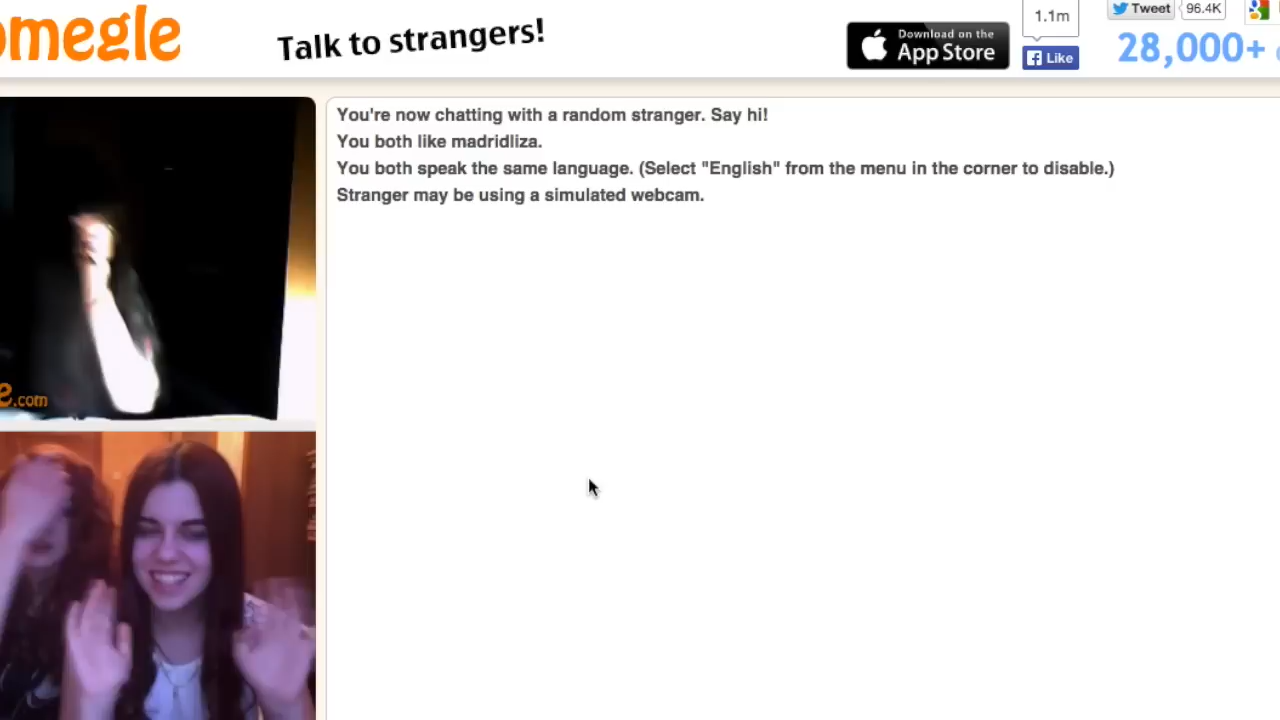 omegle
Talk to strangers!
Download on the
App Store
1.1m
Like
Tweet
96.4K
28,000+
You're now chatting with a random stranger. Say hi!
You both like madridliza.
You both speak the same language. (Select "English" from the menu in the corner to disable.)
Stranger may be using a simulated webcam.
e.com